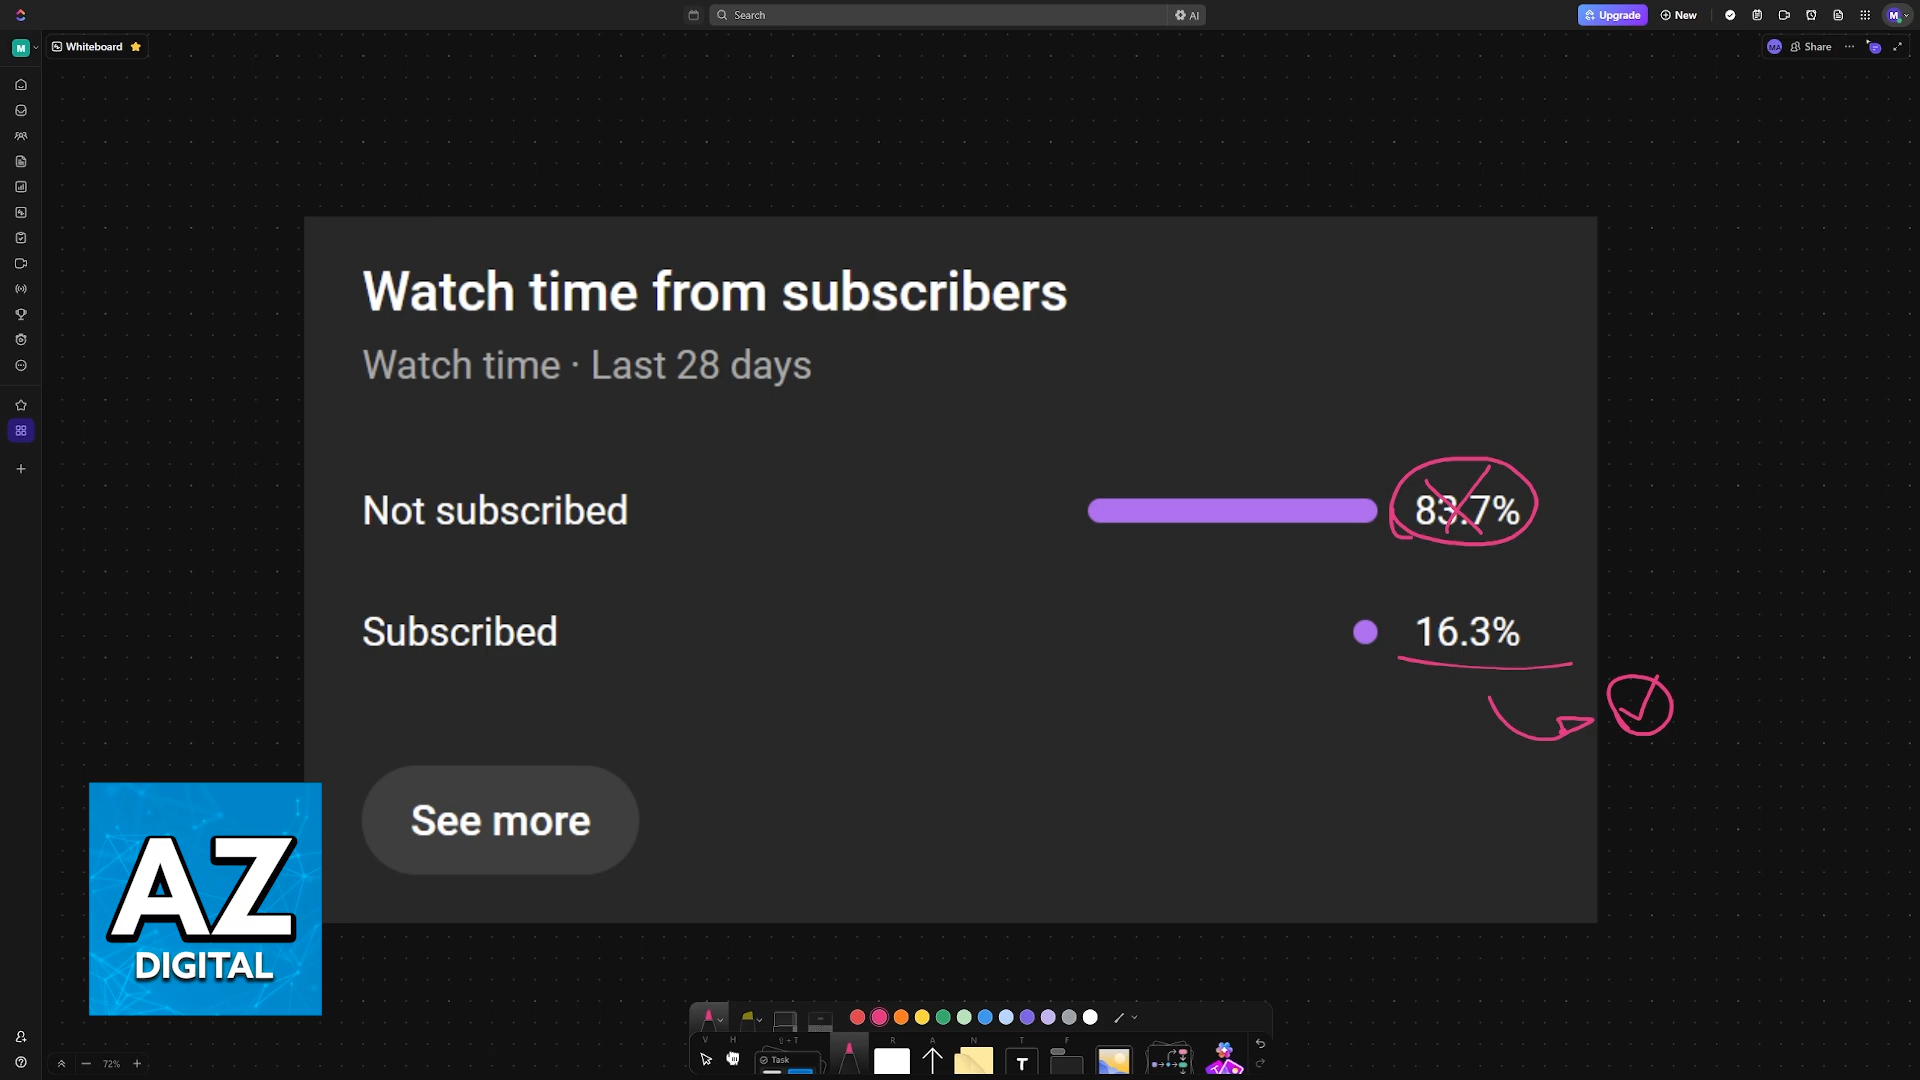 Search
AI
Upgrade
New
M
M
Whiteboard
MA
Share
Watch time from subscribers
Watch time · Last 28 days
Not subscribed
83.7%
Subscribed
16.3%
See more
AZ
DIGITAL
V
H
⇧ + T
R
A
N
T
F
Task
T
72%